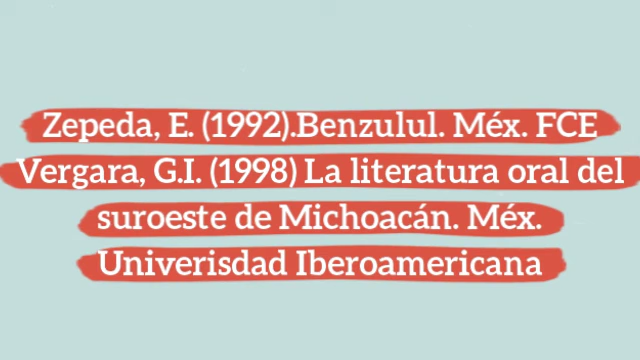 Zepeda, E. (1992).Benzulul. Méx. FCE
Vergara, G.I. (1998) La literatura oral del
suroeste de Michoacán. Méx.
Univerisdad Iberoamericana